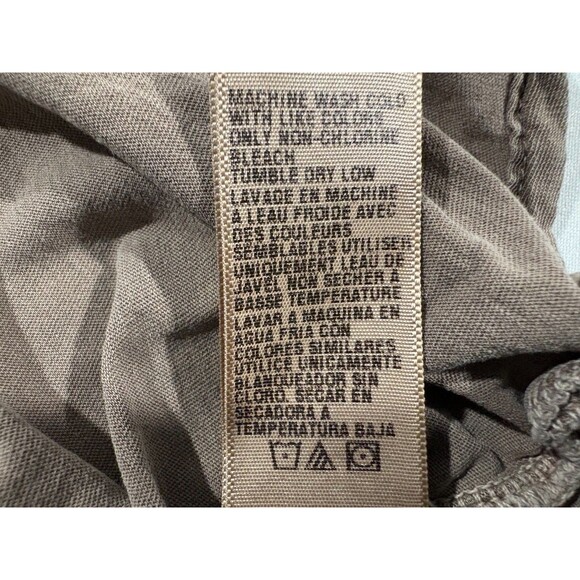 MACHINE WASH COLD
WITH LIKE COLORS
ONLY NON-CHLORINE
BLEACH
TUMBLE DRY LOW
LAVAGE EN MACHINE
A LEAU FROIDE AVEC
DES COULEURS
SEMBLABLES UTILISER
UNIQUEMENT LEAU DE
JAVEL NON SECHER A
BASSE TEMPERATURE
LAVAR A MAQUINA EN
AGUA FRIA CON
COLORES SIMILARES
UTILICE UNICAMENTE
BLANQUEADOR SIN
CLORO, SECAR EN
SECADORA A
TEMPERATURA BAJA